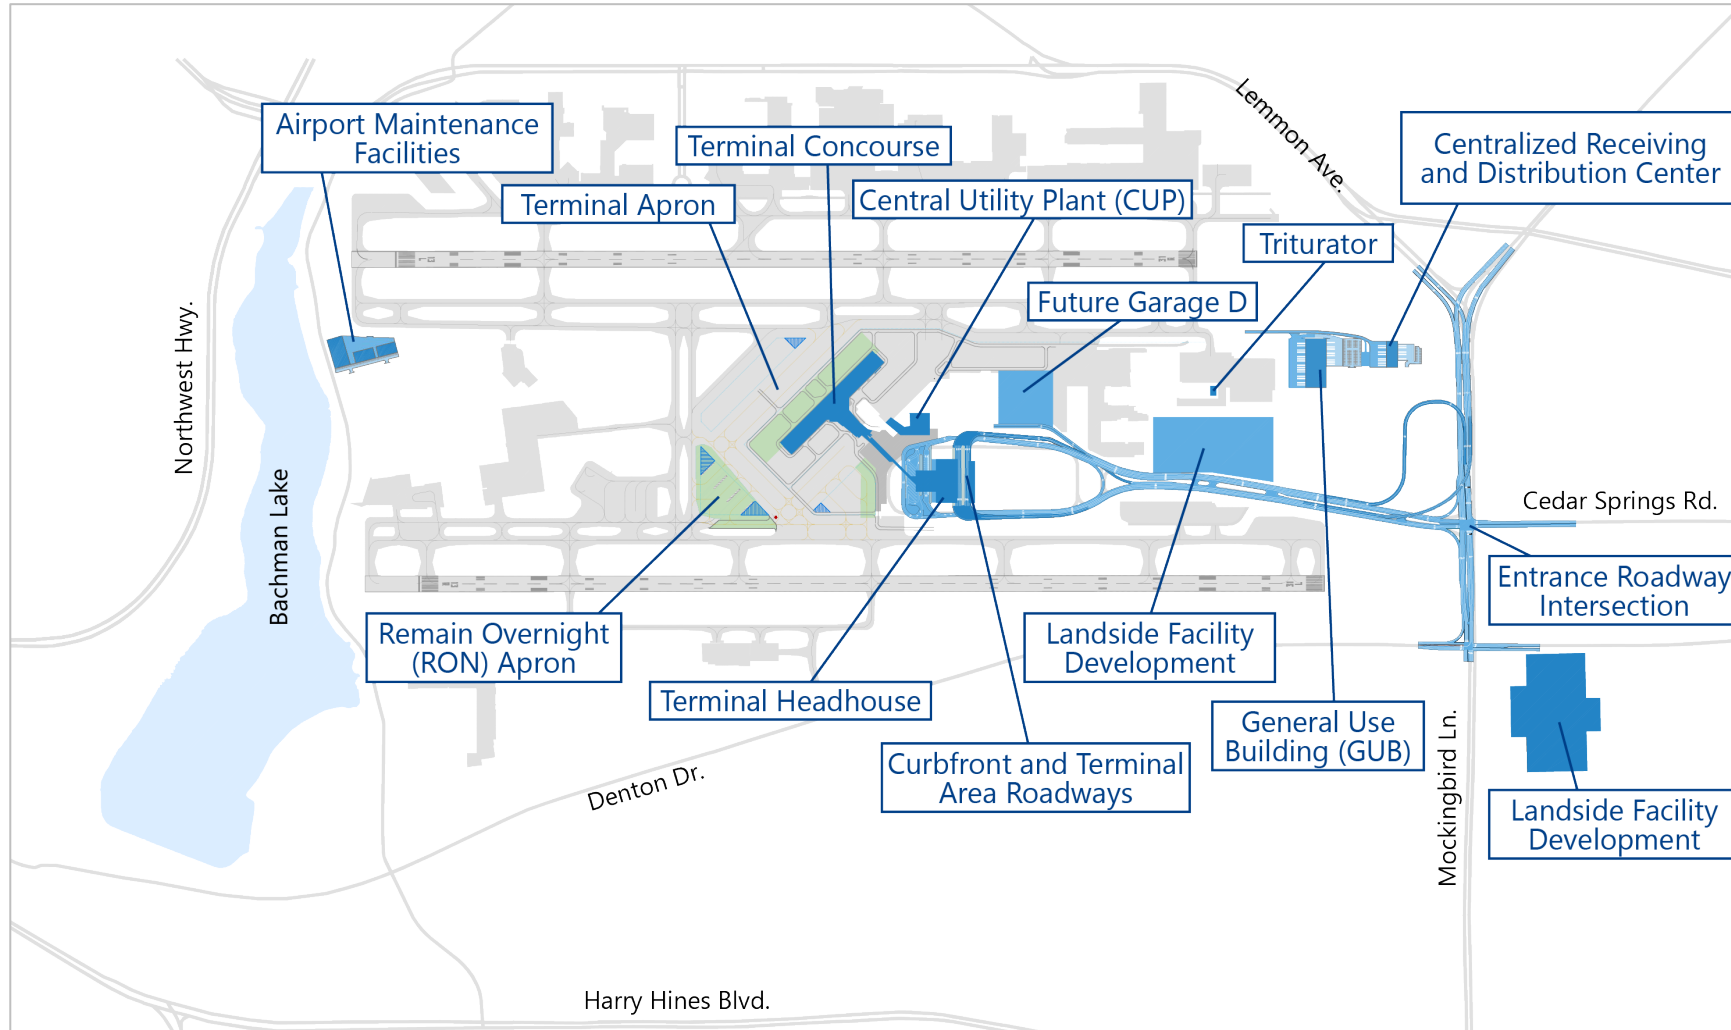 Lemmon Ave.
Airport Maintenance
Facilities
Terminal Concourse
Centralized Receiving
and Distribution Center
Terminal Apron
Central Utility Plant (CUP)
Triturator
Future Garage D
Northwest Hwy.
Bachman Lake
Cedar Springs Rd.
Entrance Roadway
Intersection
Remain Overnight
(RON) Apron
Landside Facility
Development
Terminal Headhouse
General Use
Building (GUB)
Curbfront and Terminal
Area Roadways
Denton Dr.
Mockingbird Ln.
Landside Facility
Development
Harry Hines Blvd.